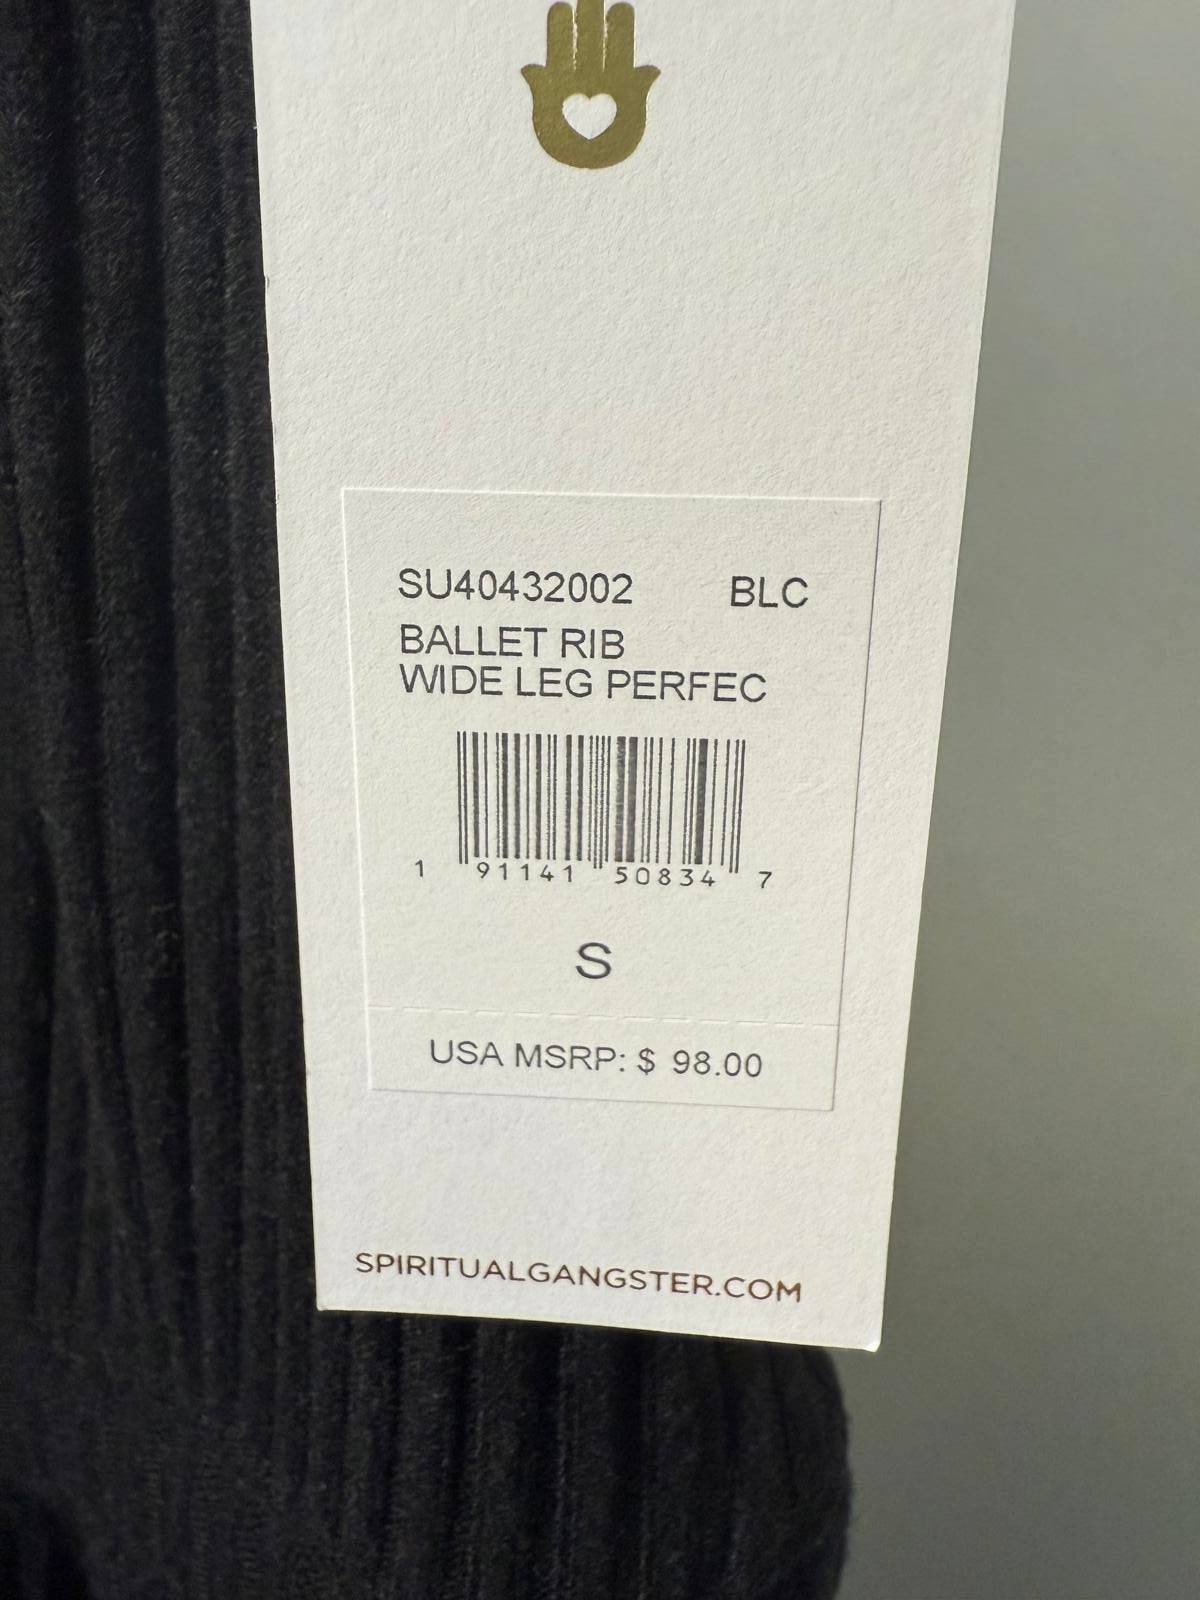 SU40432002 BLC
BALLET RIB
WIDE LEG PERFEC
1 91141 50834 7
S
USA MSRP: $ 98.00
SPIRITUALGANGSTER.COM